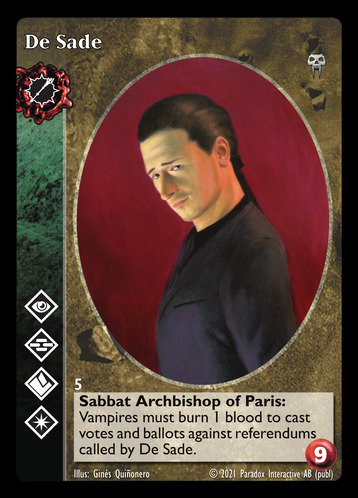 De Sade
5
Sabbat Archbishop of Paris:
Vampires must burn 1 blood to cast
votes and ballots against referendums
called by De Sade.
9
Illus: Ginés Quiñonero © 2021 Paradox Interactive AB (publ)